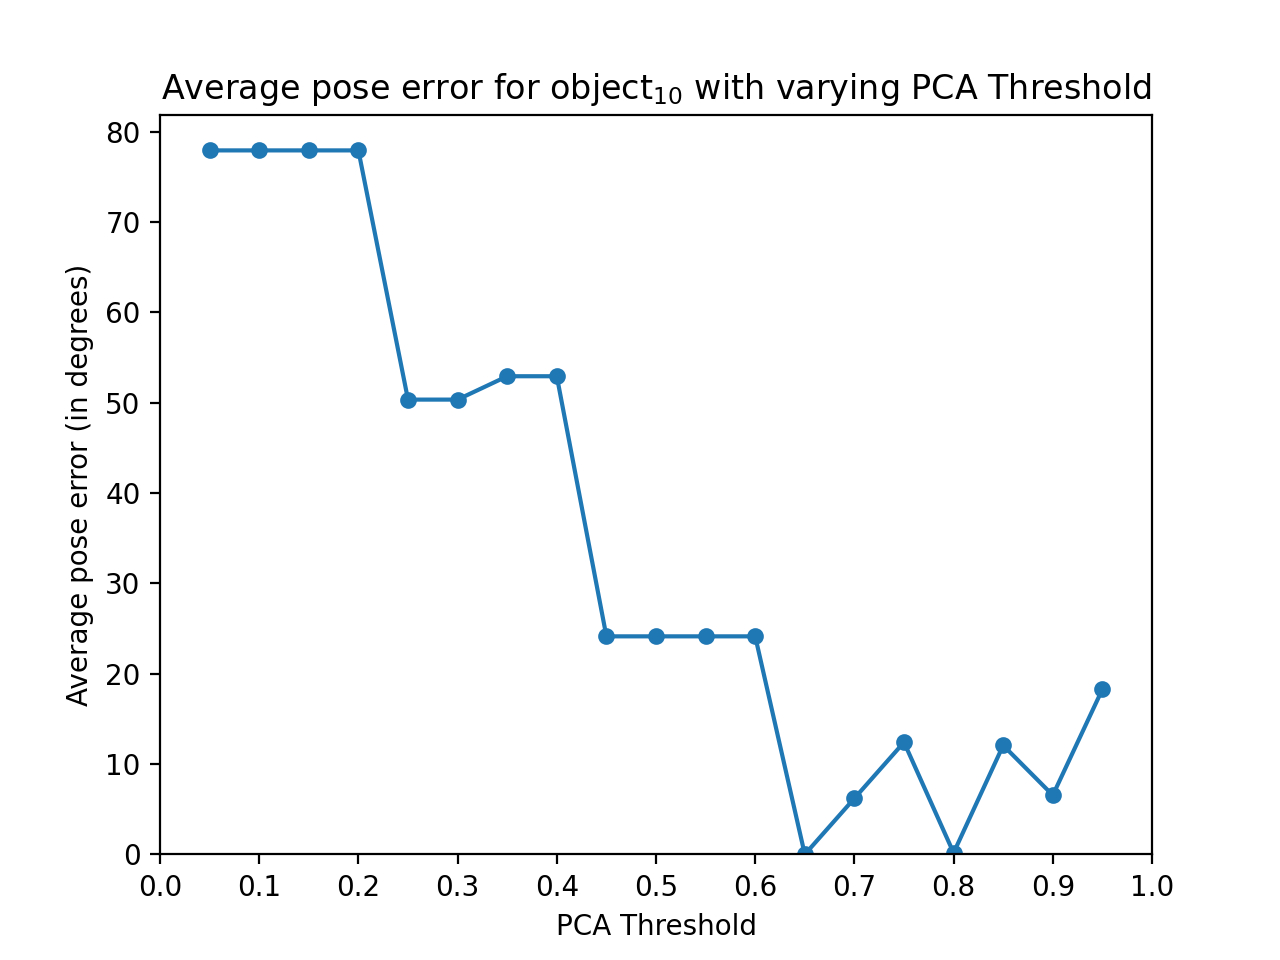 Average pose error for object₁₀ with varying PCA Threshold
80
70
60
50
40
30
20
10
0
Average pose error (in degrees)
0.0 0.1 0.2 0.3 0.4 0.5 0.6 0.7 0.8 0.9 1.0
PCA Threshold